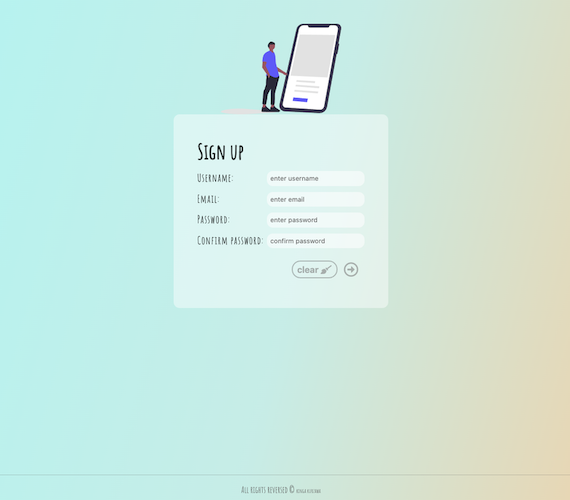 Sign up
Username: enter username
Email: enter email
Password: enter password
Confirm password: confirm password
clear
All rights reversed ©